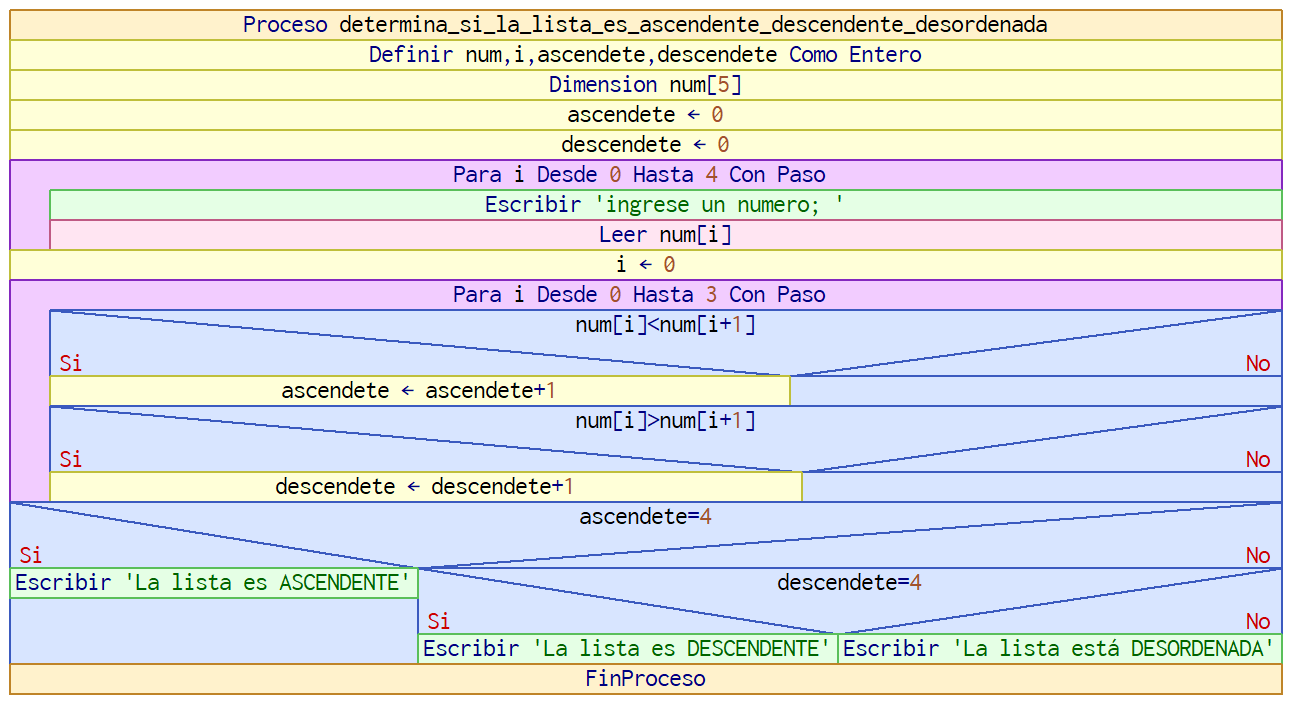 Proceso determina_si_la_lista_es_ascendente_descendente_desordenada
Definir num,i,ascendete,descendete Como Entero
Dimension num[5]
ascendete ← 0
descendete ← 0
Para i Desde 0 Hasta 4 Con Paso
Escribir 'ingrese un numero; '
Leer num[i]
i ← 0
Para i Desde 0 Hasta 3 Con Paso
num[i]<num[i+1]
Si No
ascendete ← ascendete+1
num[i]>num[i+1]
Si No
descendete ← descendete+1
ascendete=4
Si No
Escribir 'La lista es ASCENDENTE' descendete=4
Si No
Escribir 'La lista es DESCENDENTE' Escribir 'La lista está DESORDENADA'
FinProceso